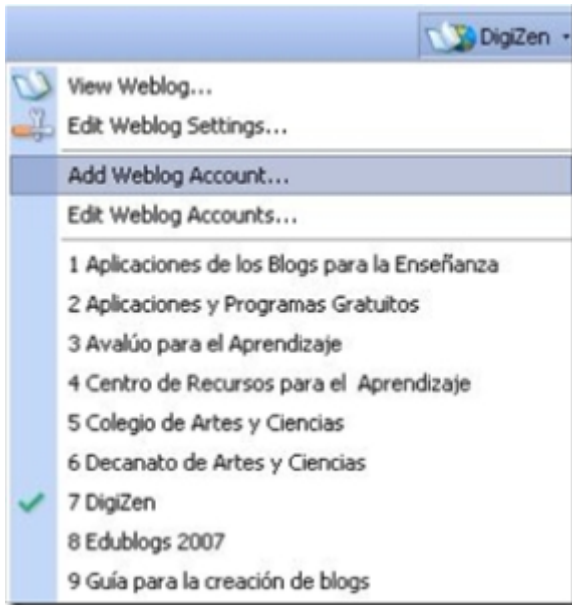 DigiZen
View Weblog...
Edit Weblog Settings...
Add Weblog Account...
Edit Weblog Accounts...
1 Aplicaciones de los Blogs para la Enseñanza
2 Aplicaciones y Programas Gratuitos
3 Avalúo para el Aprendizaje
4 Centro de Recursos para el Aprendizaje
5 Colegio de Artes y Ciencias
6 Decanato de Artes y Ciencias
7 DigiZen
8 Edublogs 2007
9 Guía para la creación de blogs